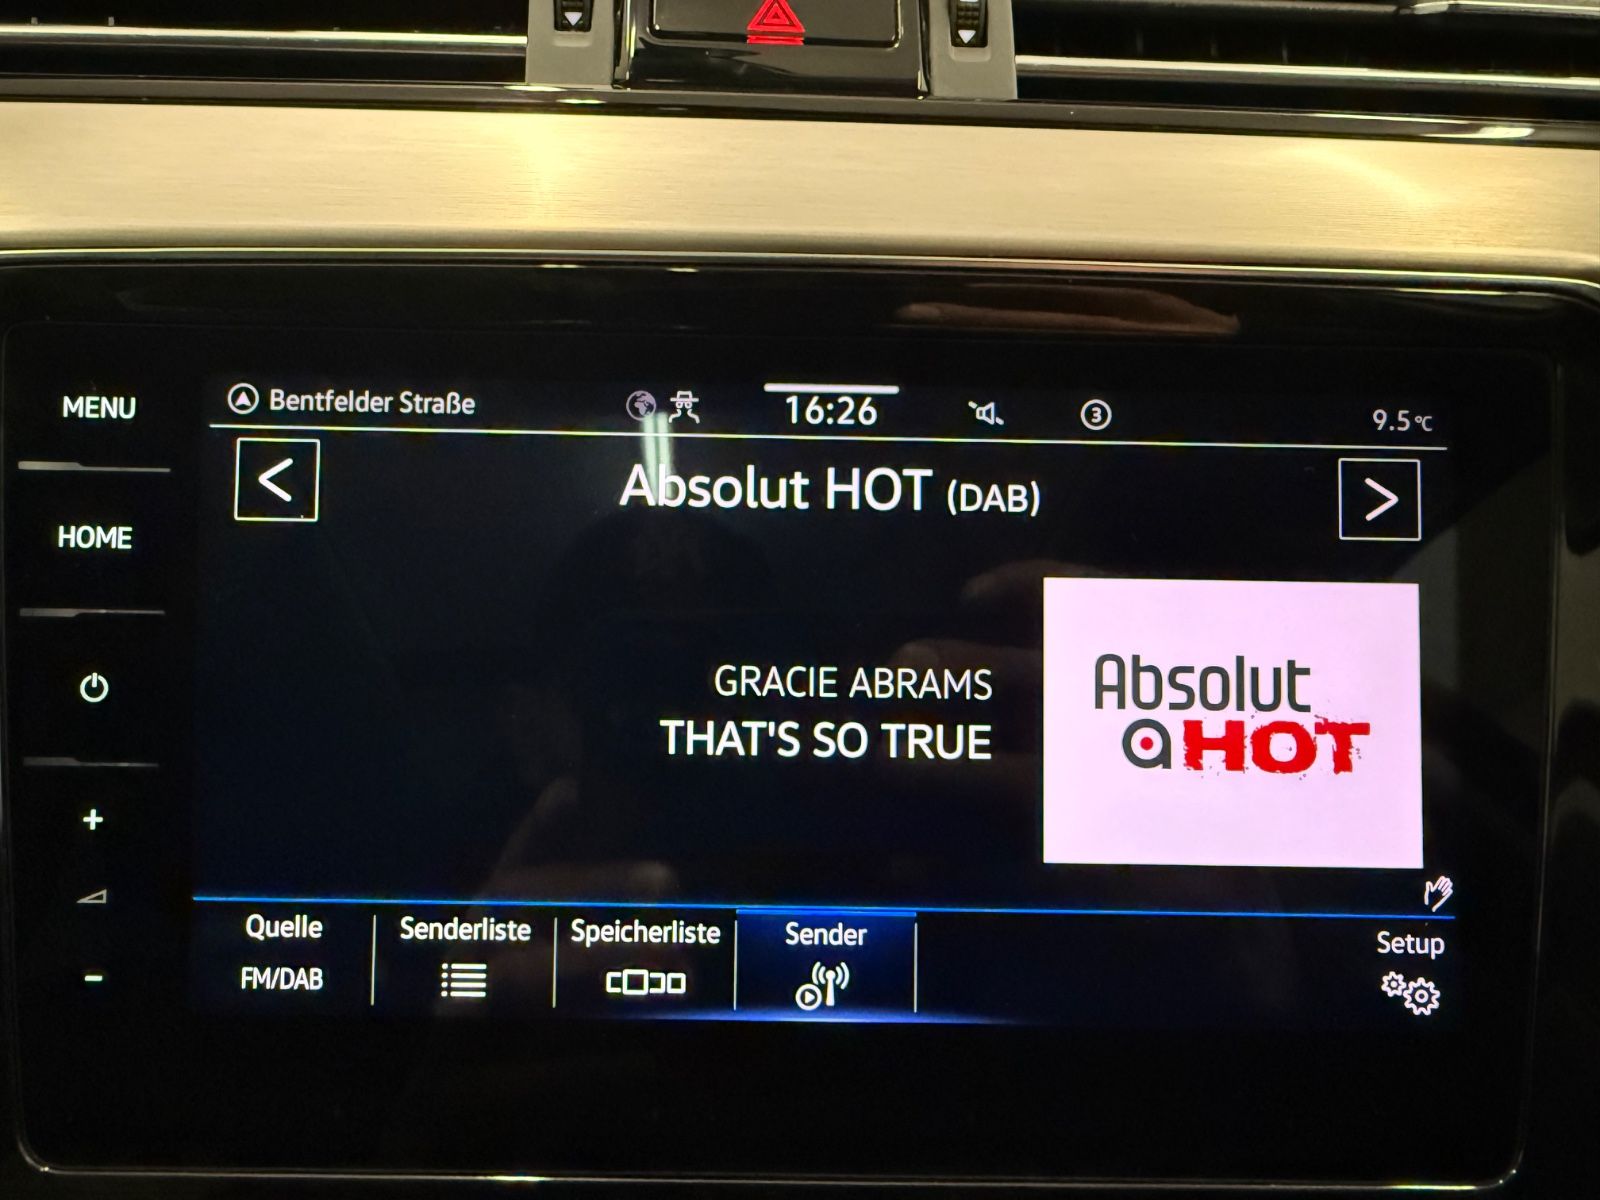 MENU
HOME
+
-
Bentfelder Straße
16:26
3
9.5°C
<
Absolut HOT (DAB)
>
GRACIE ABRAMS
THAT'S SO TRUE
Absolut
a HOT
Quelle
FM/DAB
Senderliste
Speicherliste
Sender
Setup